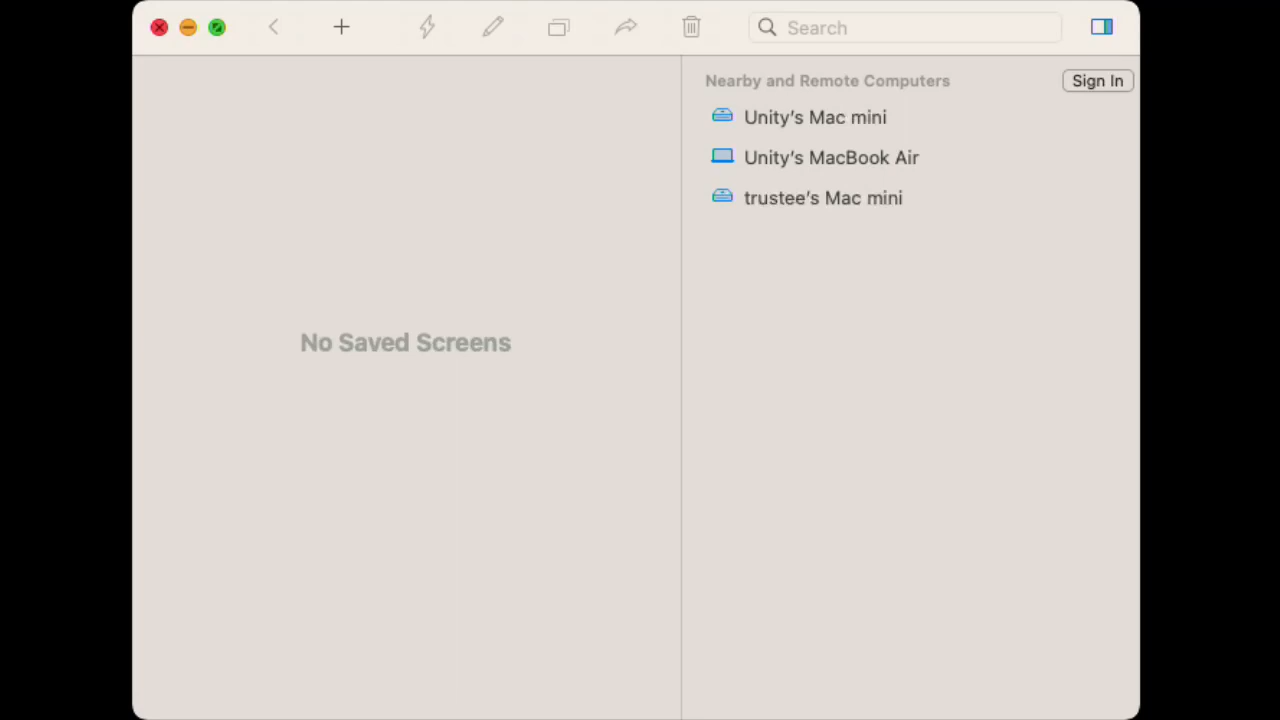 Search
Nearby and Remote Computers
Sign In
Unity’s Mac mini
Unity’s MacBook Air
trustee’s Mac mini
No Saved Screens